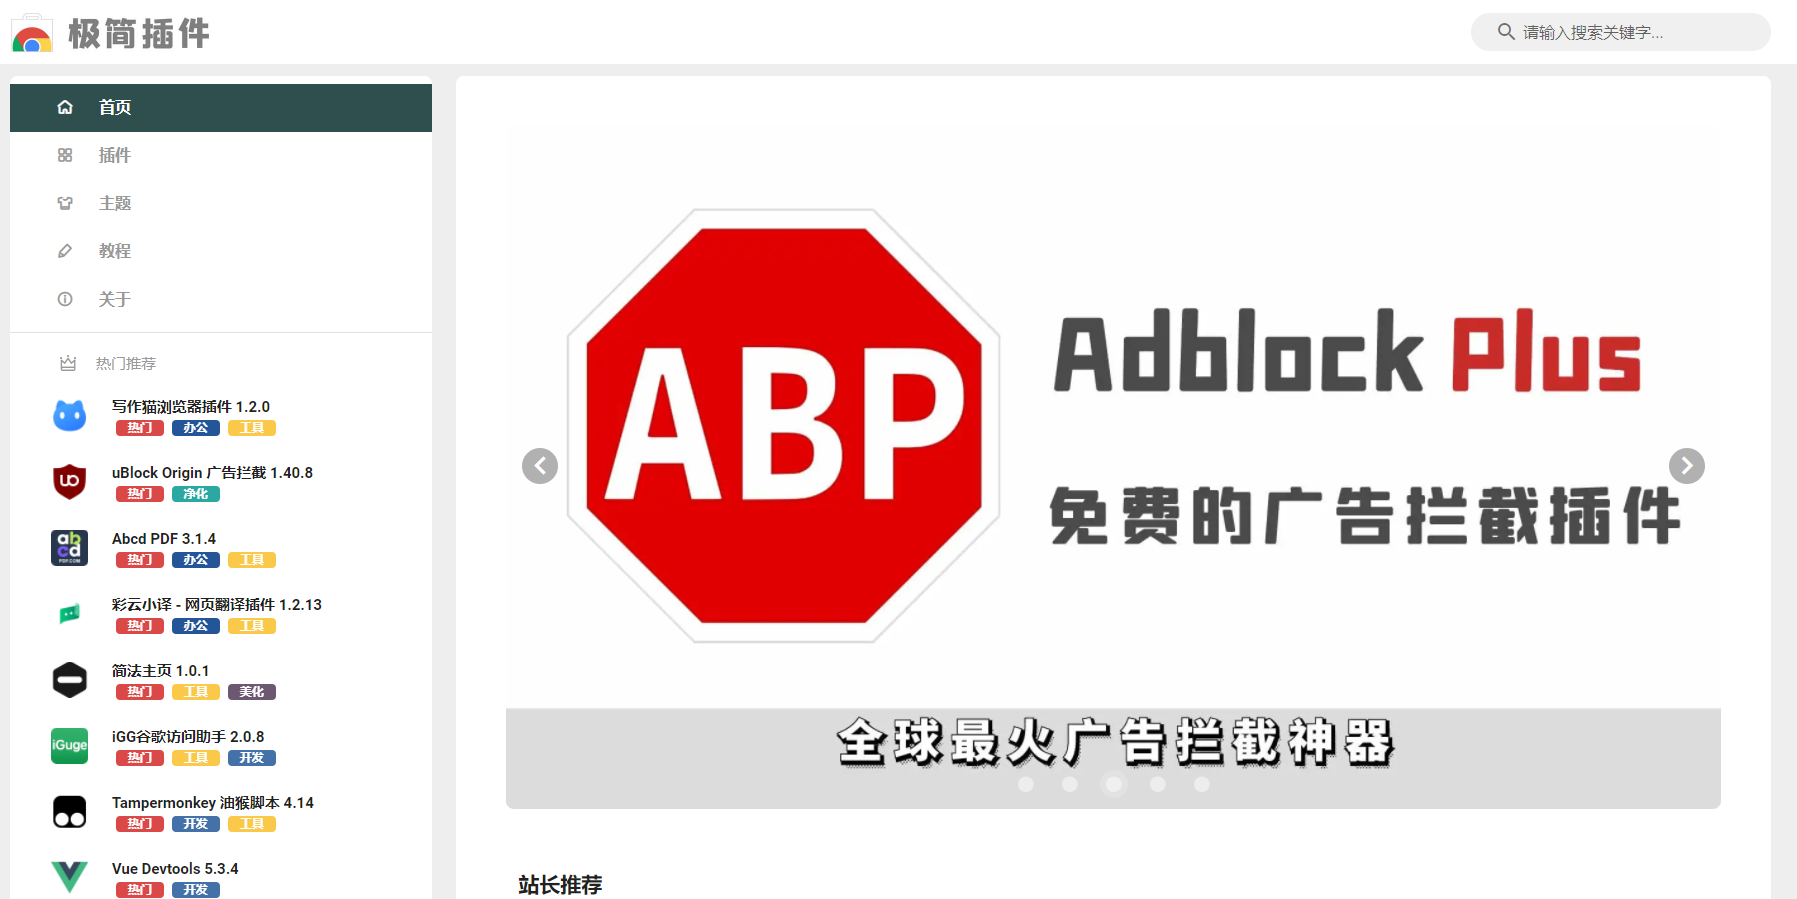 极简插件
请输入搜索关键字...
首页
插件
主题
教程
关于
热门推荐
写作猫浏览器插件 1.2.0
热门 办公 工具
uBlock Origin 广告拦截 1.40.8
热门 净化
Abcd PDF 3.1.4
热门 办公 工具
彩云小译 - 网页翻译插件 1.2.13
热门 办公 工具
简法主页 1.0.1
热门 工具 美化
iGG谷歌访问助手 2.0.8
热门 工具 开发
Tampermonkey 油猴脚本 4.14
热门 开发 工具
Vue Devtools 5.3.4
热门 开发
uo
abcd
PDF.COM
iGuge
ABP
Adblock Plus
免费的广告拦截插件
全球最火广告拦截神器
站长推荐